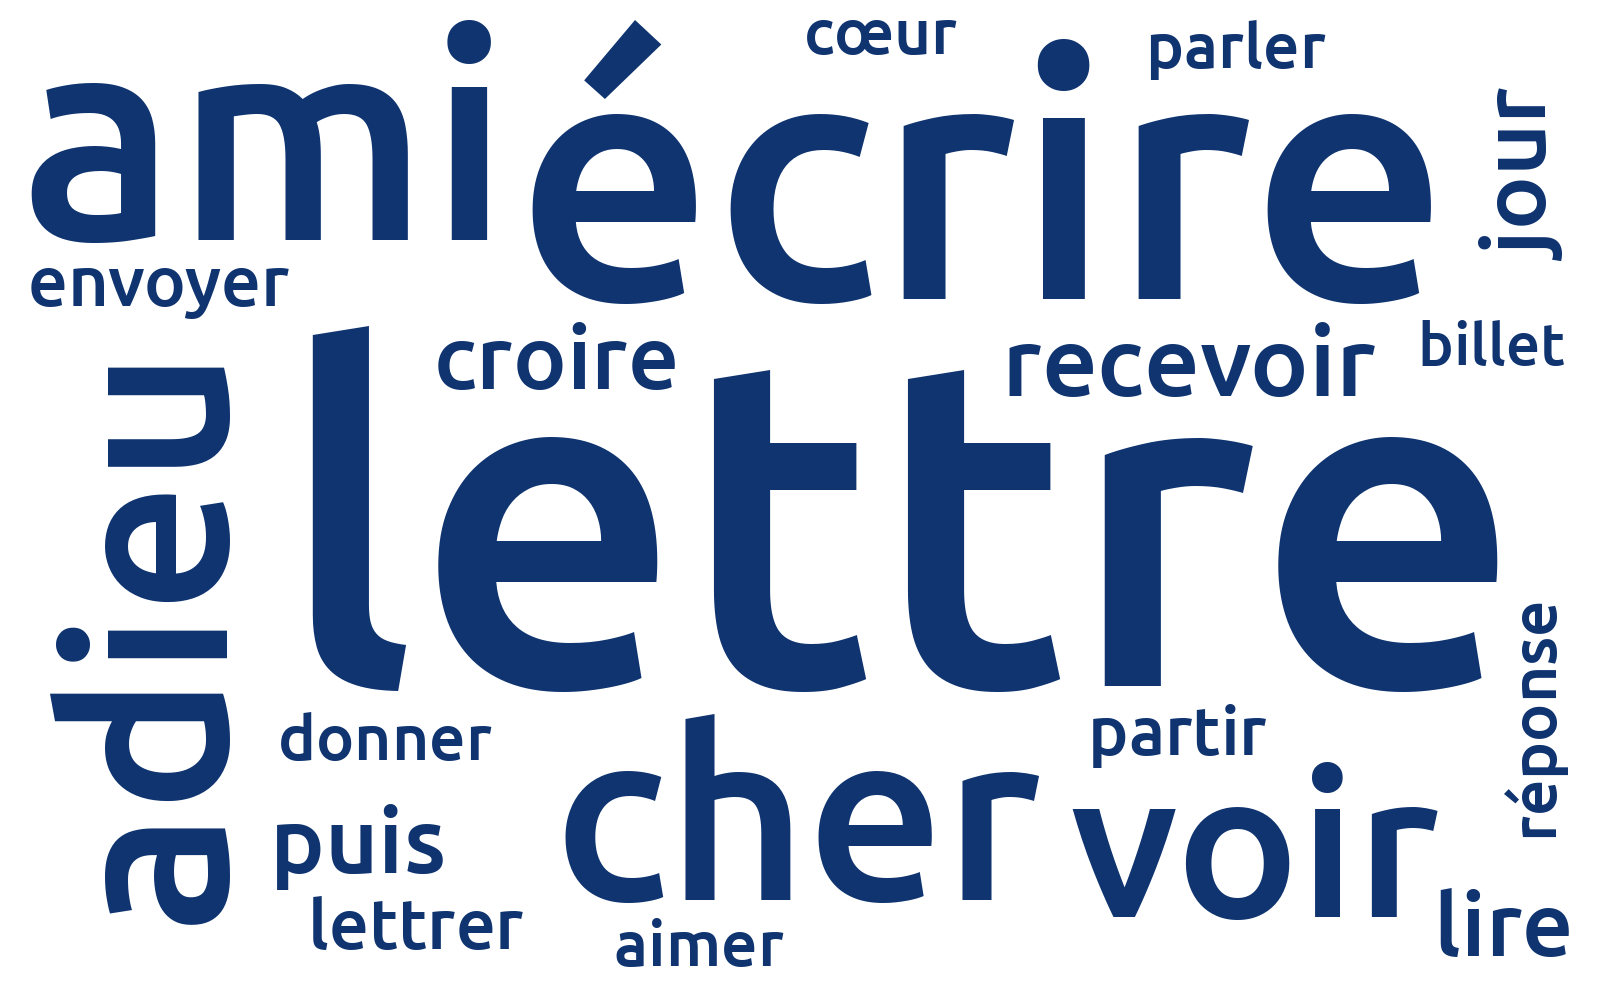 cœur
parler
ami
écrire
jour
envoyer
croire
recevoir
billet
adieu
lettre
réponse
donner
partir
cher
voir
puis
lettrer
aimer
lire